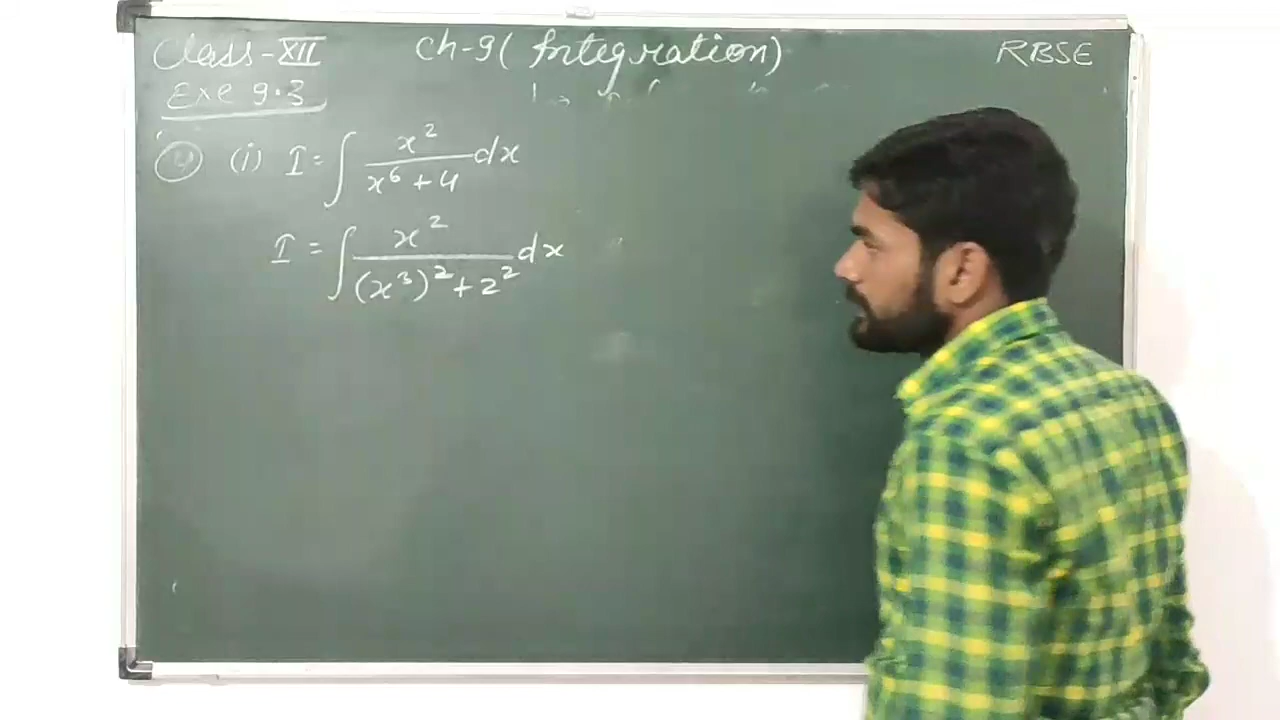 Class-XII Ch-9 (Integration) RBSE
Exe 9.3
(i) I = ∫ x² / (x⁶ + 4) dx
I = ∫ x² / ((x³)² + 2²) dx